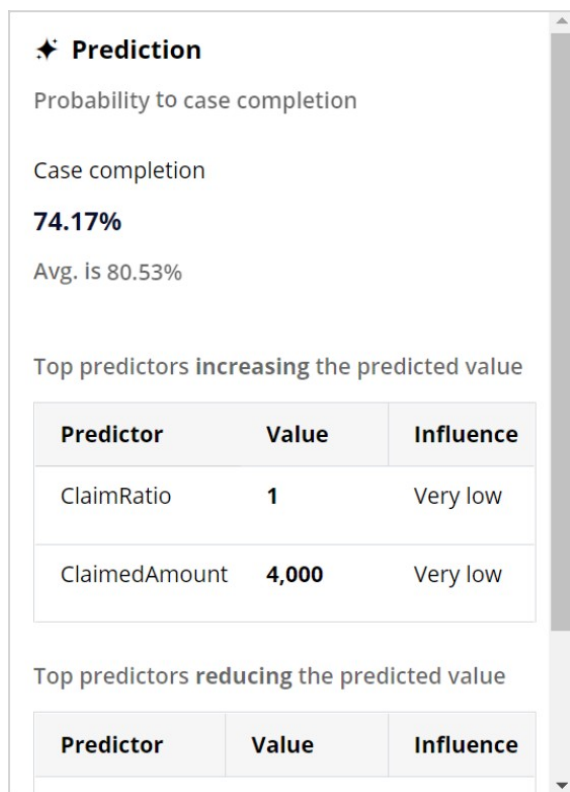 Prediction
Probability to case completion
Case completion
74.17%
Avg. is 80.53%
Top predictors increasing the predicted value
Predictor Value Influence
ClaimRatio 1 Very low
ClaimedAmount 4,000 Very low
Top predictors reducing the predicted value
Predictor Value Influence